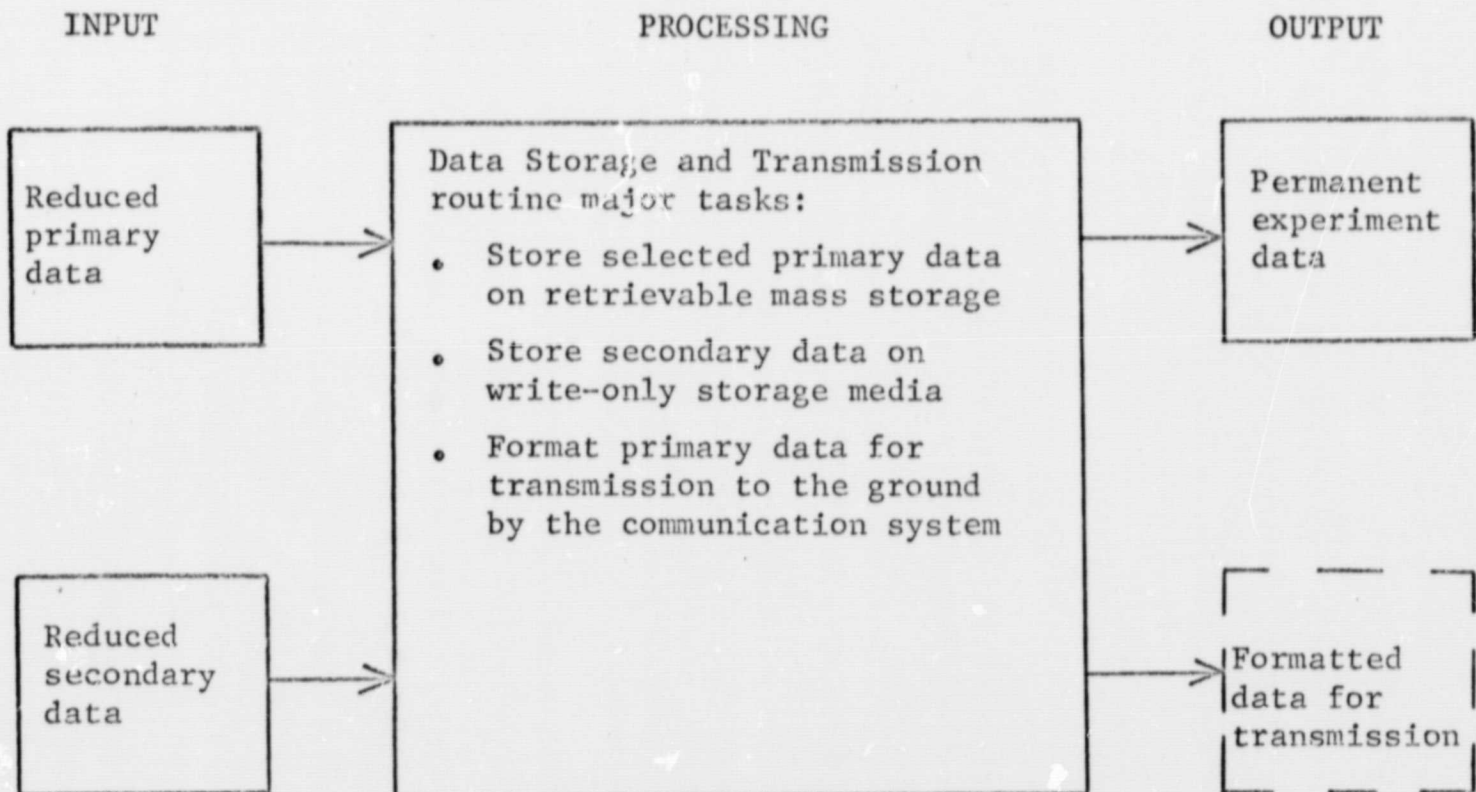 INPUT
PROCESSING
OUTPUT
Reduced
primary
data
Data Storage and Transmission
routine major tasks:
• Store selected primary data
on retrievable mass storage
• Store secondary data on
write-only storage media
• Format primary data for
transmission to the ground
by the communication system
Permanent
experiment
data
Reduced
secondary
data
Formatted
data for
transmission